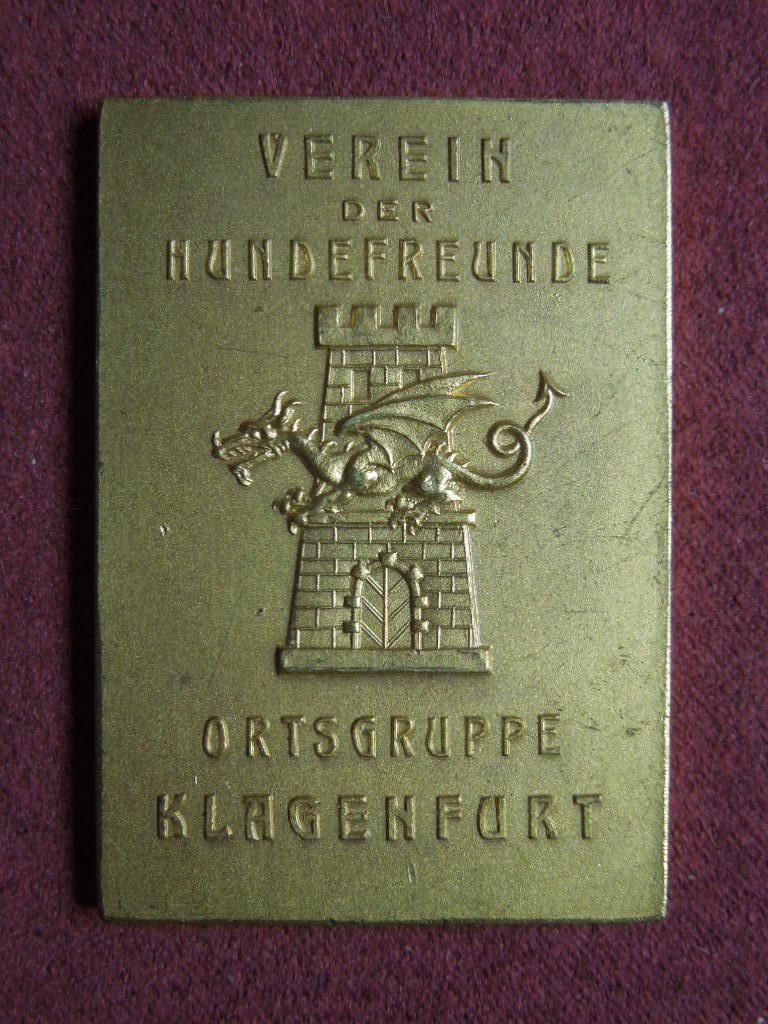 VEREIN
DER
HUNDEFREUNDE
ORTSGRUPPE
KLAGENFURT